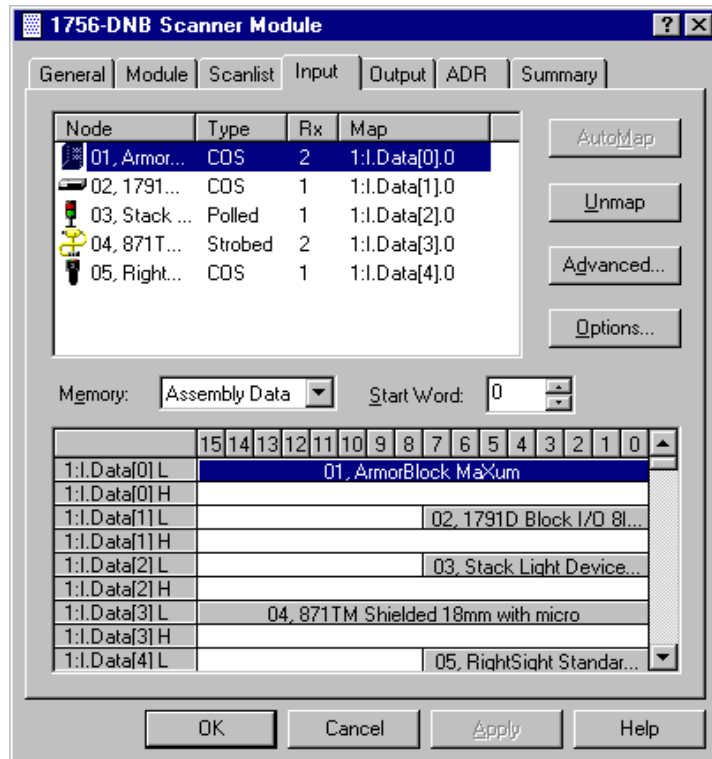 1756-DNB Scanner Module
General Module Scanlist Input Output ADR Summary
Node Type Rx Map
01, Armor... COS 2 1:I.Data[0].0
02, 1791... COS 1 1:I.Data[1].0
03, Stack ... Polled 1 1:I.Data[2].0
04, 871T... Strobed 2 1:I.Data[3].0
05, Right... COS 1 1:I.Data[4].0
AutoMap
Unmap
Advanced...
Options...
Memory: Assembly Data Start Word: 0
15 14 13 12 11 10 9 8 7 6 5 4 3 2 1 0
1:I.Data[0] L 01, ArmorBlock MaXum
1:I.Data[0] H
1:I.Data[1] L 02, 1791D Block I/O 8I...
1:I.Data[1] H
1:I.Data[2] L 03, Stack Light Device...
1:I.Data[2] H
1:I.Data[3] L 04, 871TM Shielded 18mm with micro
1:I.Data[3] H
1:I.Data[4] L 05, RightSight Standar...
OK Cancel Apply Help